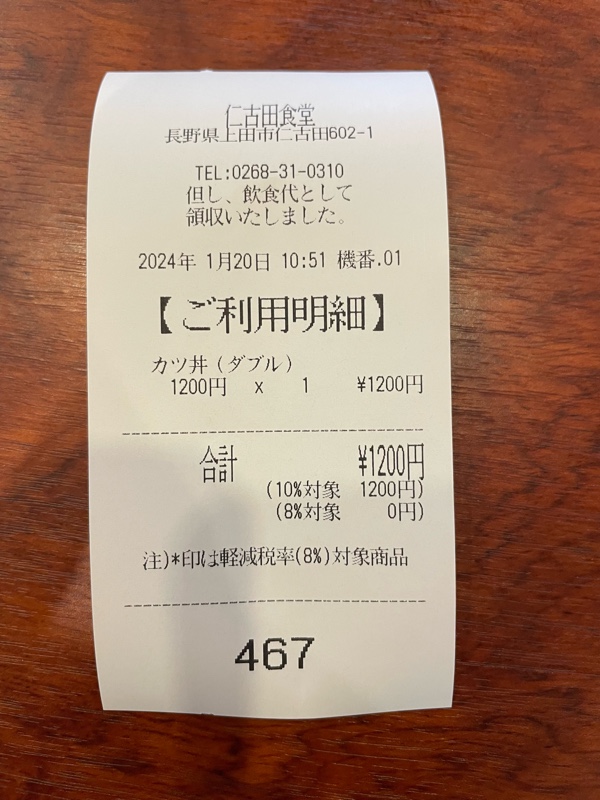 仁古田食堂
長野県上田市仁古田602-1
TEL:0268-31-0310
但し、飲食代として
領収いたしました。
2024年 1月20日 10:51 機番.01
【ご利用明細】
カツ丼(ダブル)
1200円 x 1 ¥1200円
合計 ¥1200円
(10%対象 1200円)
(8%対象 0円)
注)*印は軽減税率(8%)対象商品
467